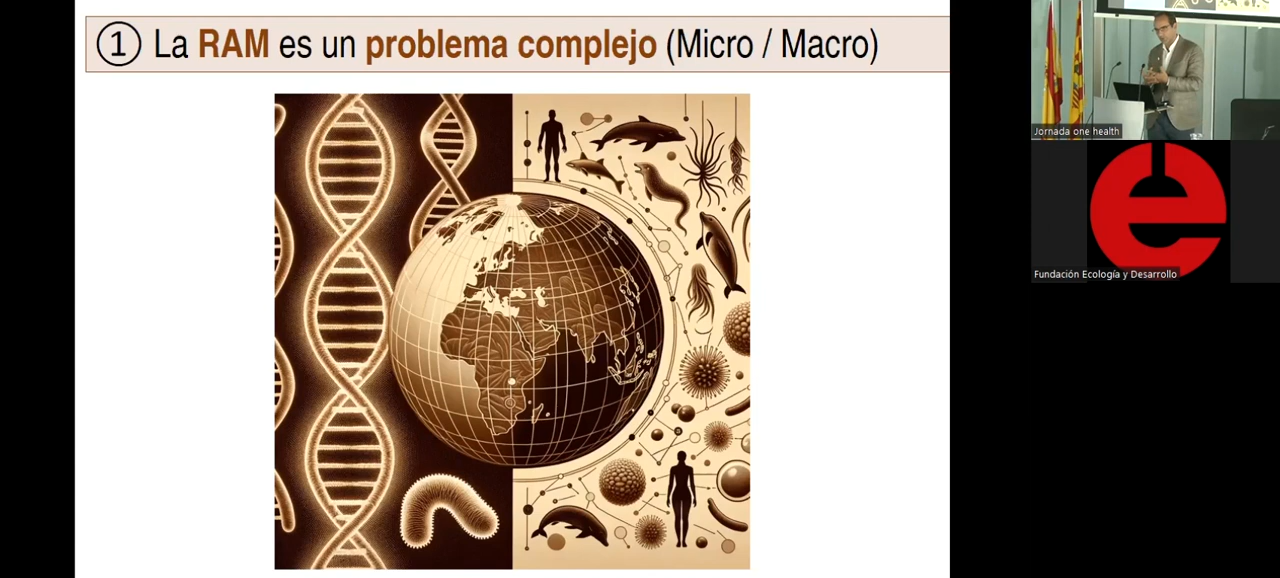 ① La RAM es un problema complejo (Micro / Macro)
Jornada one health
Fundación Ecología y Desarrollo